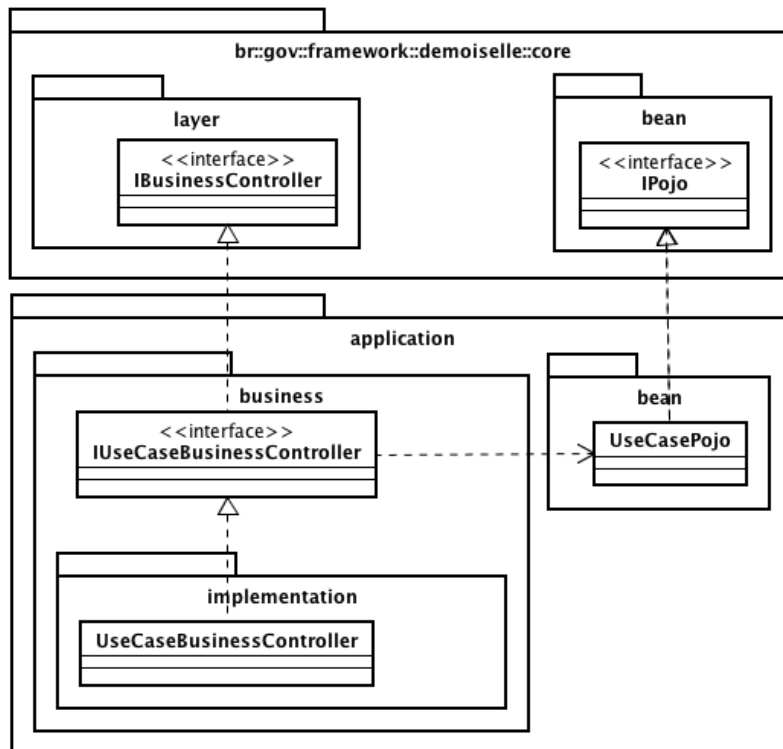 br::gov::framework::demoiselle::core
layer
<<interface>>
IBusinessController
bean
<<interface>>
IPojo
application
business
<<interface>>
IUseCaseBusinessController
bean
UseCasePojo
implementation
UseCaseBusinessController